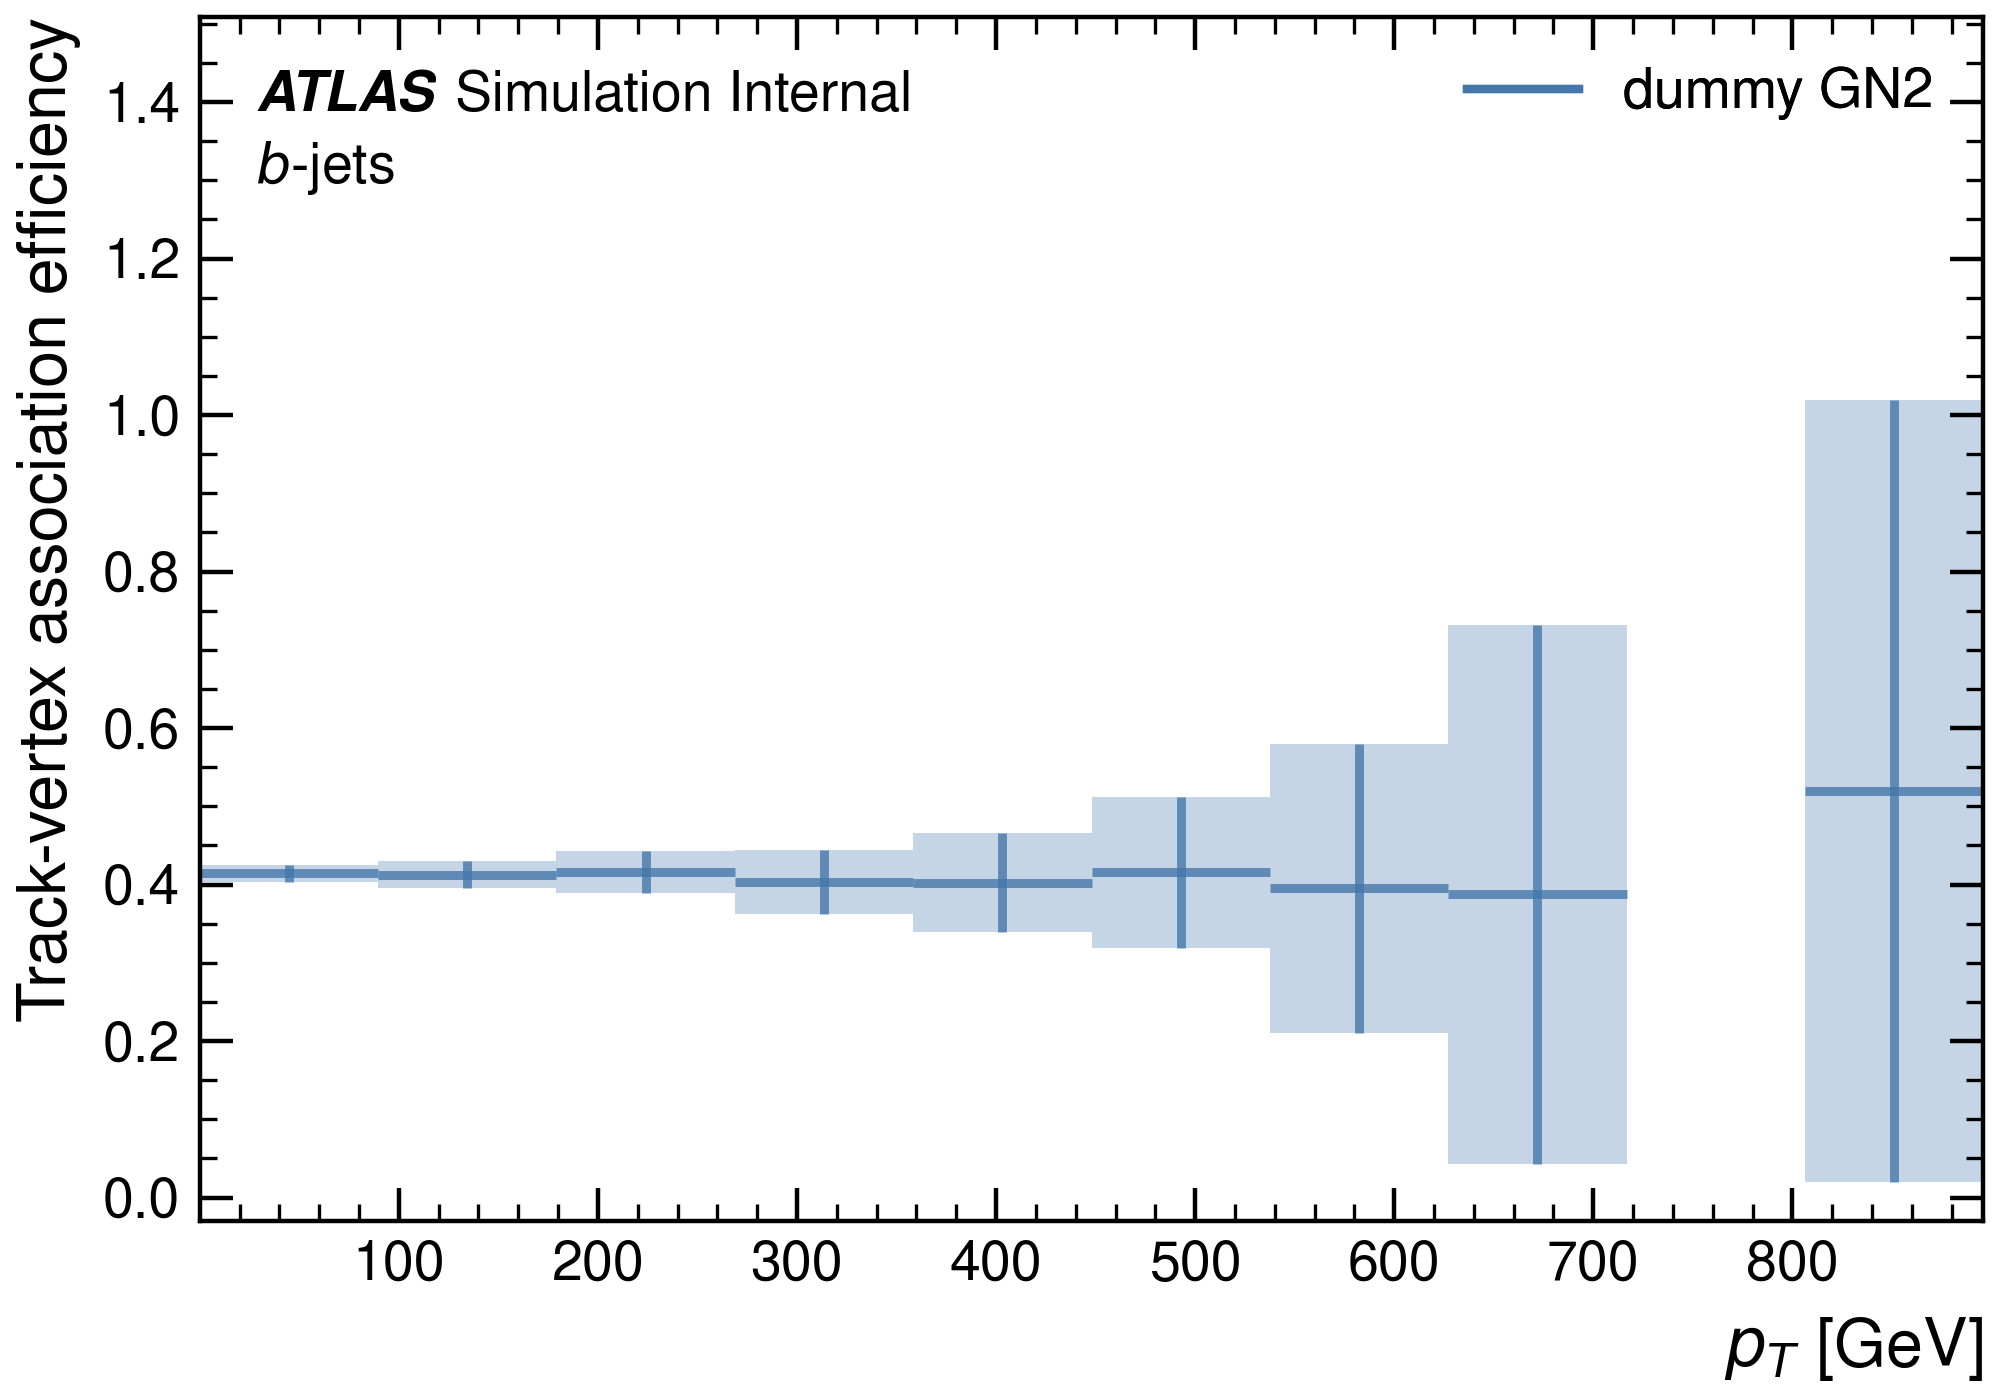 ATLAS Simulation Internal
b-jets
dummy GN2
Track-vertex association efficiency
1.4
1.2
1.0
0.8
0.6
0.4
0.2
0.0
100 200 300 400 500 600 700 800
pT [GeV]